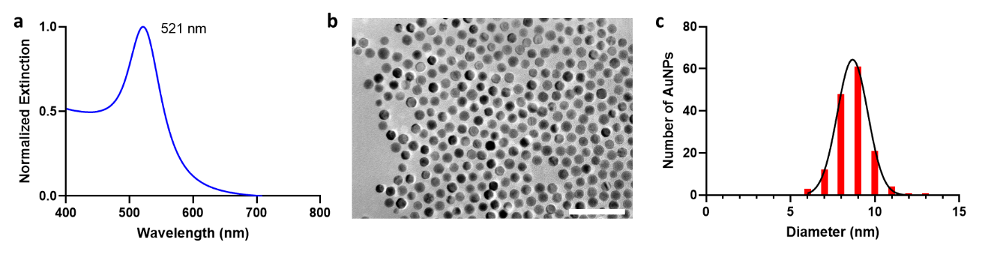 a
1.0
0.5
0.0
Normalized Extinction
521 nm
400
500
600
700
800
Wavelength (nm)
b
c
80
60
40
20
0
Number of AuNPs
0
5
10
15
Diameter (nm)